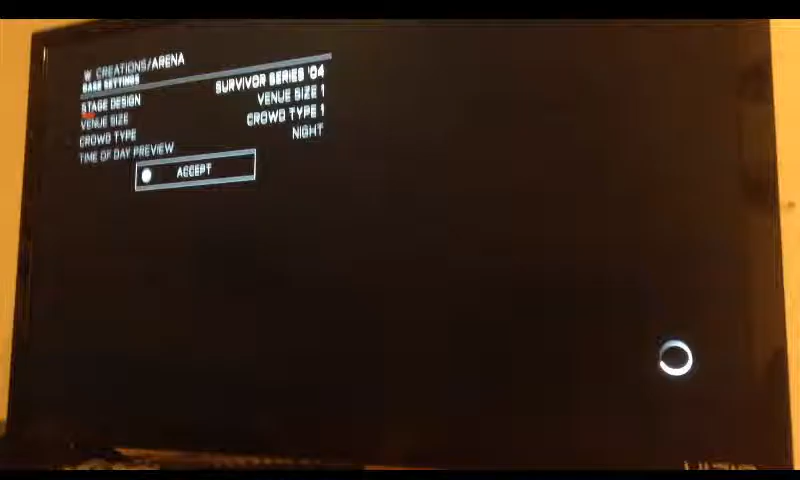 W CREATIONS/ARENA
BASE SETTINGS
STAGE DESIGN SURVIVOR SERIES '04
VENUE SIZE VENUE SIZE 1
CROWD TYPE CROWD TYPE 1
TIME OF DAY PREVIEW NIGHT
ACCEPT